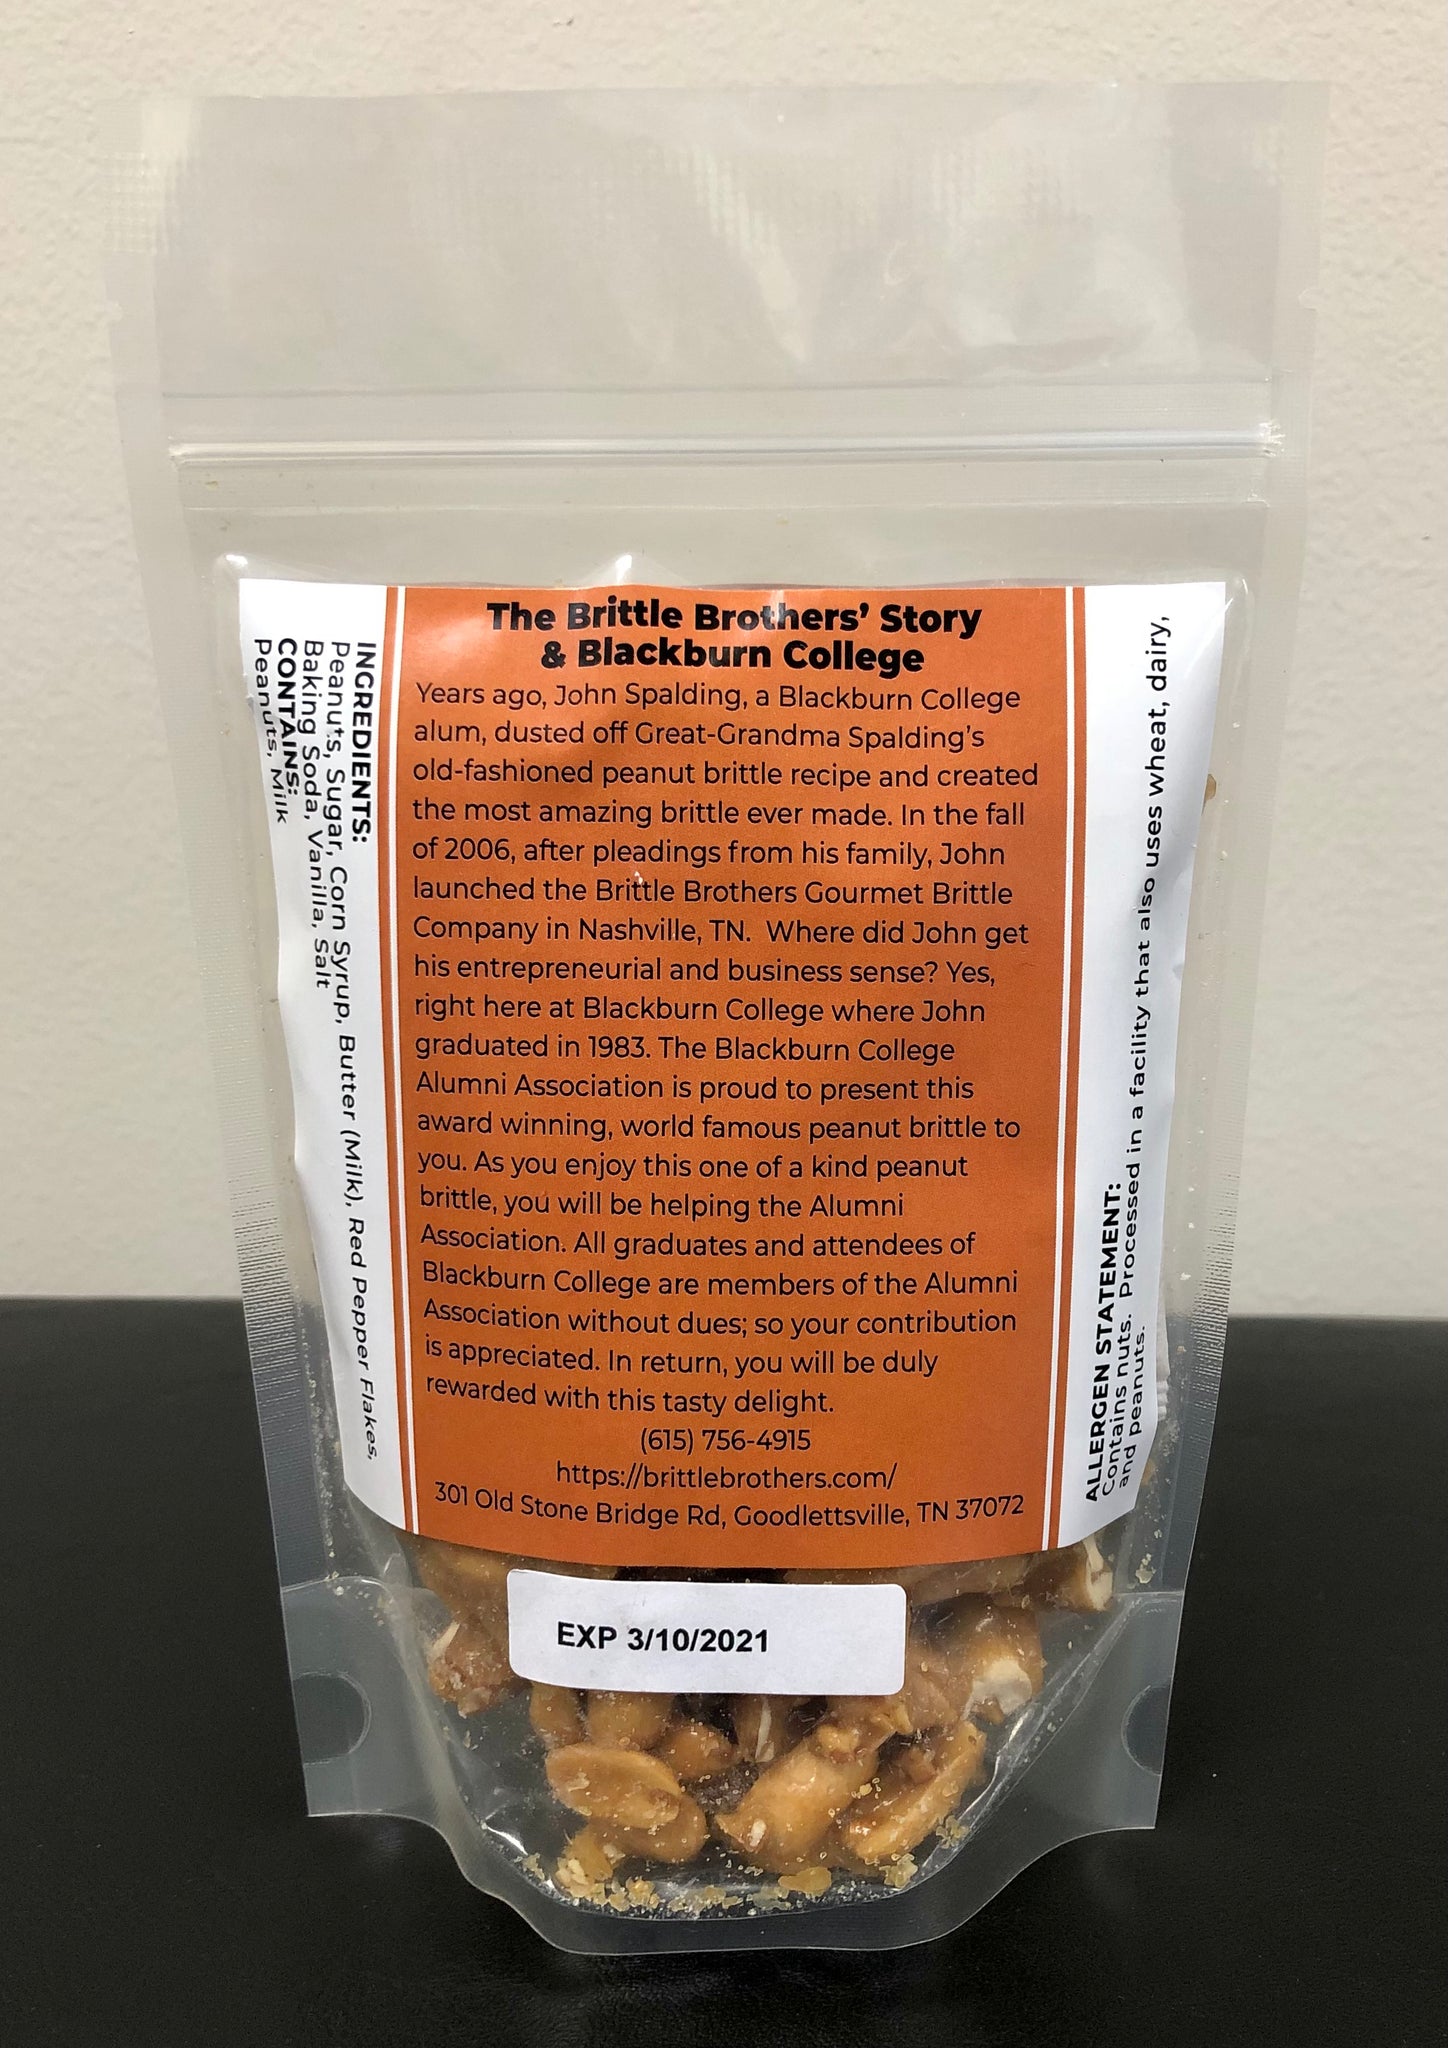 The Brittle Brothers’ Story
& Blackburn College
Years ago, John Spalding, a Blackburn College
alum, dusted off Great-Grandma Spalding’s
old-fashioned peanut brittle recipe and created
the most amazing brittle ever made. In the fall
of 2006, after pleadings from his family, John
launched the Brittle Brothers Gourmet Brittle
Company in Nashville, TN.  Where did John get
his entrepreneurial and business sense? Yes,
right here at Blackburn College where John
graduated in 1983. The Blackburn College
Alumni Association is proud to present this
award winning, world famous peanut brittle to
you. As you enjoy this one of a kind peanut
brittle, you will be helping the Alumni
Association. All graduates and attendees of
Blackburn College are members of the Alumni
Association without dues; so your contribution
is appreciated. In return, you will be duly
rewarded with this tasty delight.
(615) 756-4915
https://brittlebrothers.com/
301 Old Stone Bridge Rd, Goodlettsville, TN 37072
INGREDIENTS:
Peanuts, Sugar, Corn Syrup, Butter (Milk), Red Pepper Flakes,
Baking Soda, Vanilla, Salt
CONTAINS:
Peanuts, Milk
ALLERGEN STATEMENT:
Contains nuts.  Processed in a facility that also uses wheat, dairy,
and peanuts.
EXP 3/10/2021